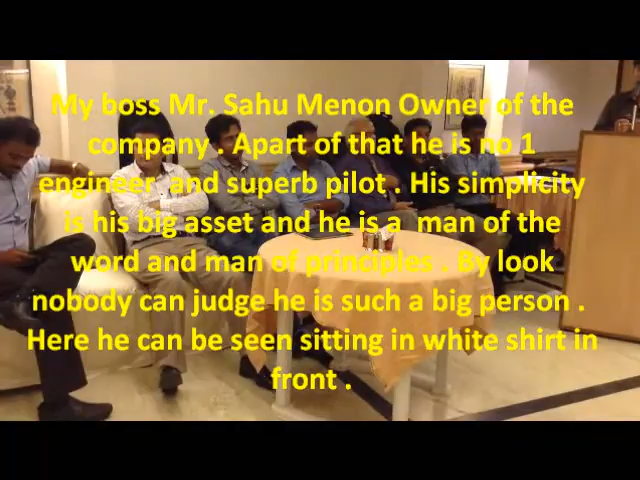 My boss Mr. Sahu Menon Owner of the
company . Apart of that he is no 1
engineer and superb pilot . His simplicity
is his big asset and he is a man of the
word and man of principles . By look
nobody can judge he is such a big person .
Here he can be seen sitting in white shirt in
front .